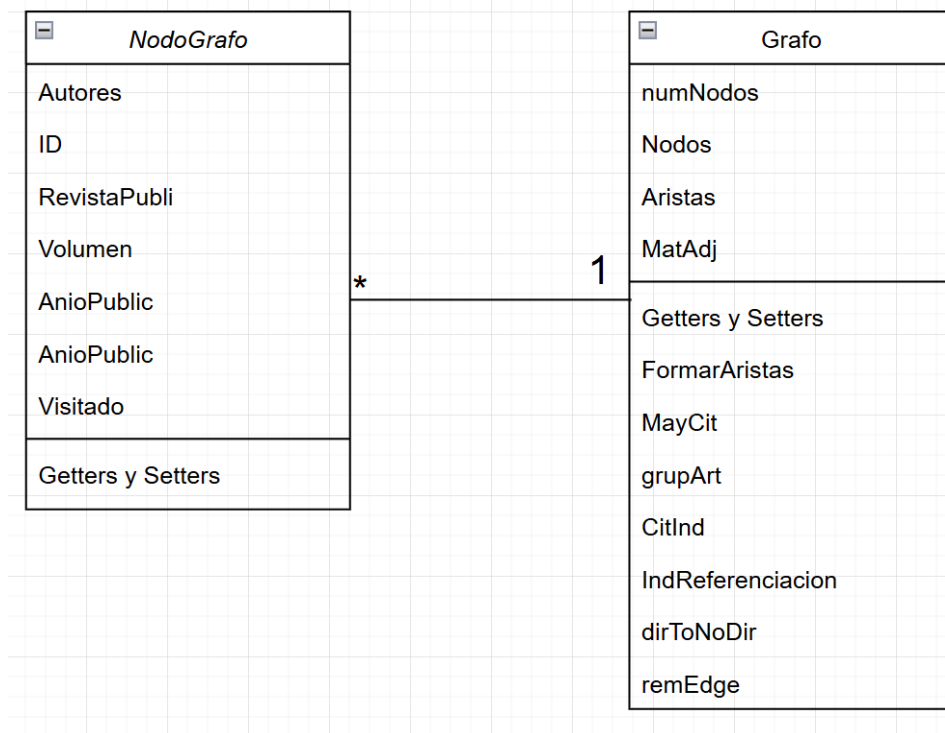 NodoGrafo
Autores
ID
RevistaPubli
Volumen
AnioPublic
AnioPublic
Visitado
Getters y Setters
*
1
Grafo
numNodos
Nodos
Aristas
MatAdj
Getters y Setters
FormarAristas
MayCit
grupArt
CitInd
IndReferenciacion
dirToNoDir
remEdge